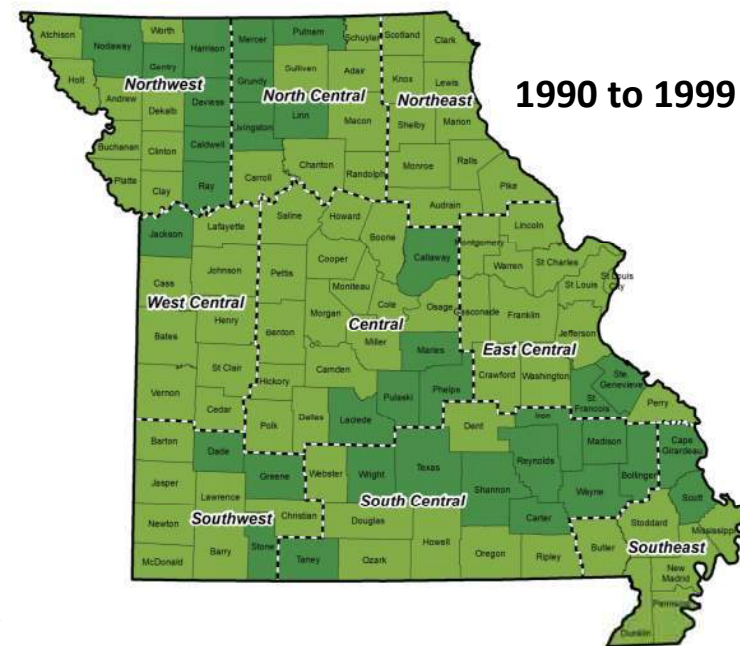 1990 to 1999
Atchison
Nodaway
Worth
Harrison
Mercer
Putnam
Schuyler
Scotland
Clark
Gentry
Holt
Northwest
Sullivan
Adair
Knox
Lewis
Grundy
North Central
Northeast
Andrew
Dekalb
Daviess
Livingston
Linn
Macon
Shelby
Marion
Buchanan
Clinton
Caldwell
Chariton
Monroe
Ralls
Platte
Clay
Ray
Carroll
Randolph
Pike
Audrain
Jackson
Lafayette
Saline
Howard
Boone
Callaway
Montgomery
Lincoln
Warren
St Charles
St Louis
St Louis City
Cass
Johnson
Pettis
Cooper
Moniteau
West Central
Henry
Morgan
Cole
Osage
Gasconade
Franklin
Jefferson
Central
Bates
Benton
Miller
Maries
East Central
St Clair
Camden
Crawford
Washington
Ste. Genevieve
Vernon
Hickory
Pulaski
Phelps
St Francois
Perry
Cedar
Polk
Dallas
Laclede
Dent
Iron
Barton
Dade
Madison
Cape Girardeau
Greene
Webster
Wright
Texas
Reynolds
Bollinger
Jasper
Lawrence
Shannon
Wayne
Scott
South Central
Southwest
Christian
Douglas
Carter
Stoddard
Mississippi
Newton
Howell
Butler
Southeast
McDonald
Barry
Stone
Taney
Ozark
Oregon
Ripley
New Madrid
Pemiscot
Dunklin